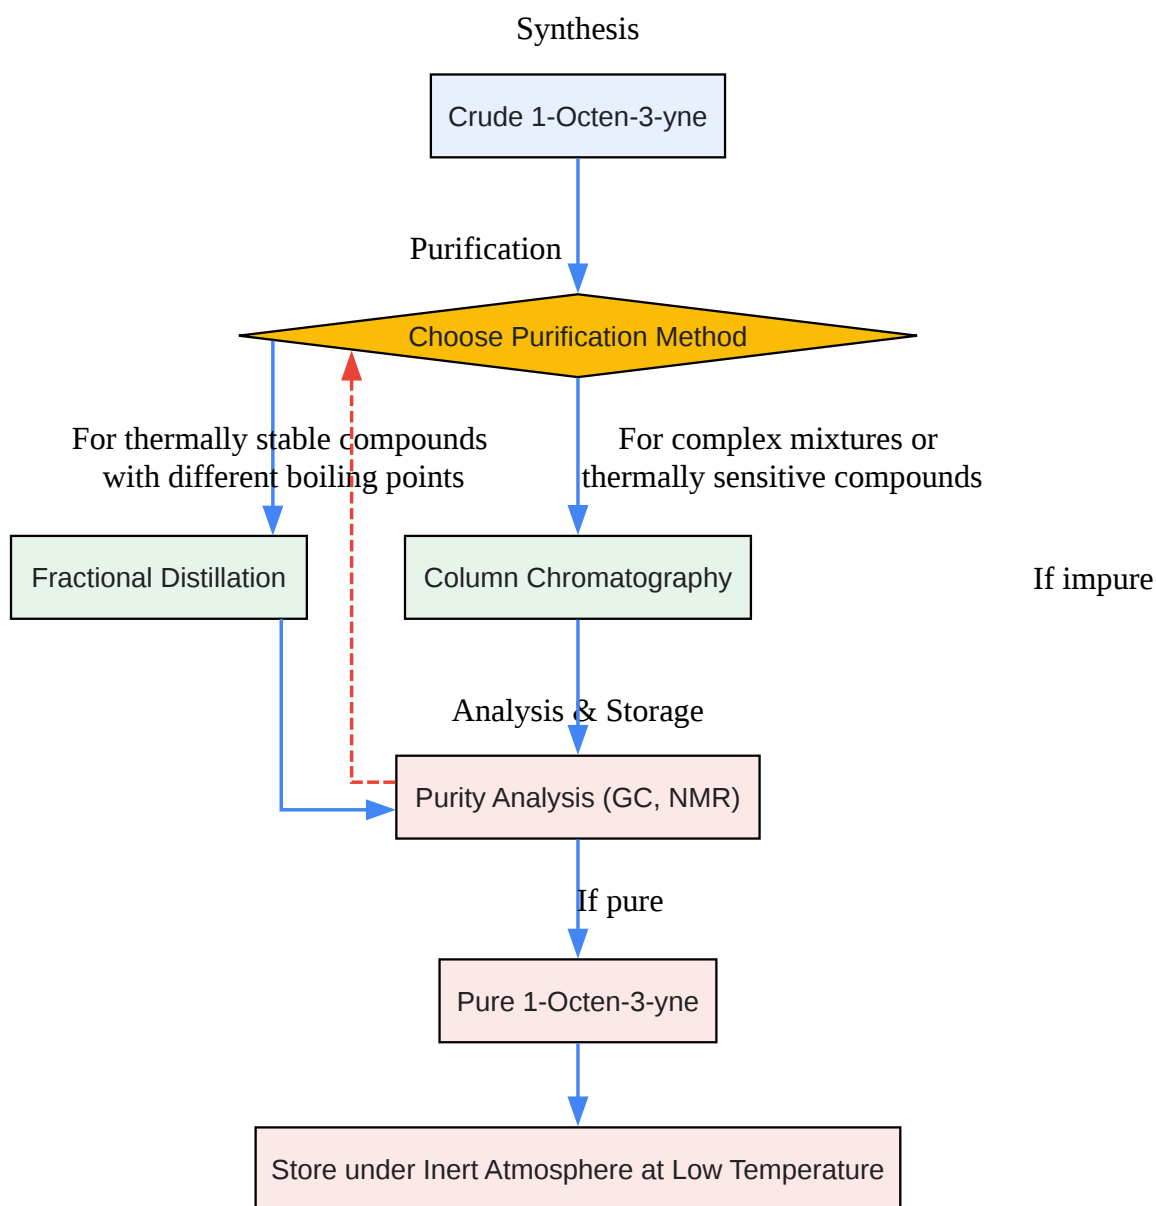 Synthesis
Crude 1-Octen-3-yne
Purification
Choose Purification Method
For thermally stable compounds
with different boiling points
For complex mixtures or
thermally sensitive compounds
Fractional Distillation
Column Chromatography
If impure
Analysis & Storage
Purity Analysis (GC, NMR)
If pure
Pure 1-Octen-3-yne
Store under Inert Atmosphere at Low Temperature